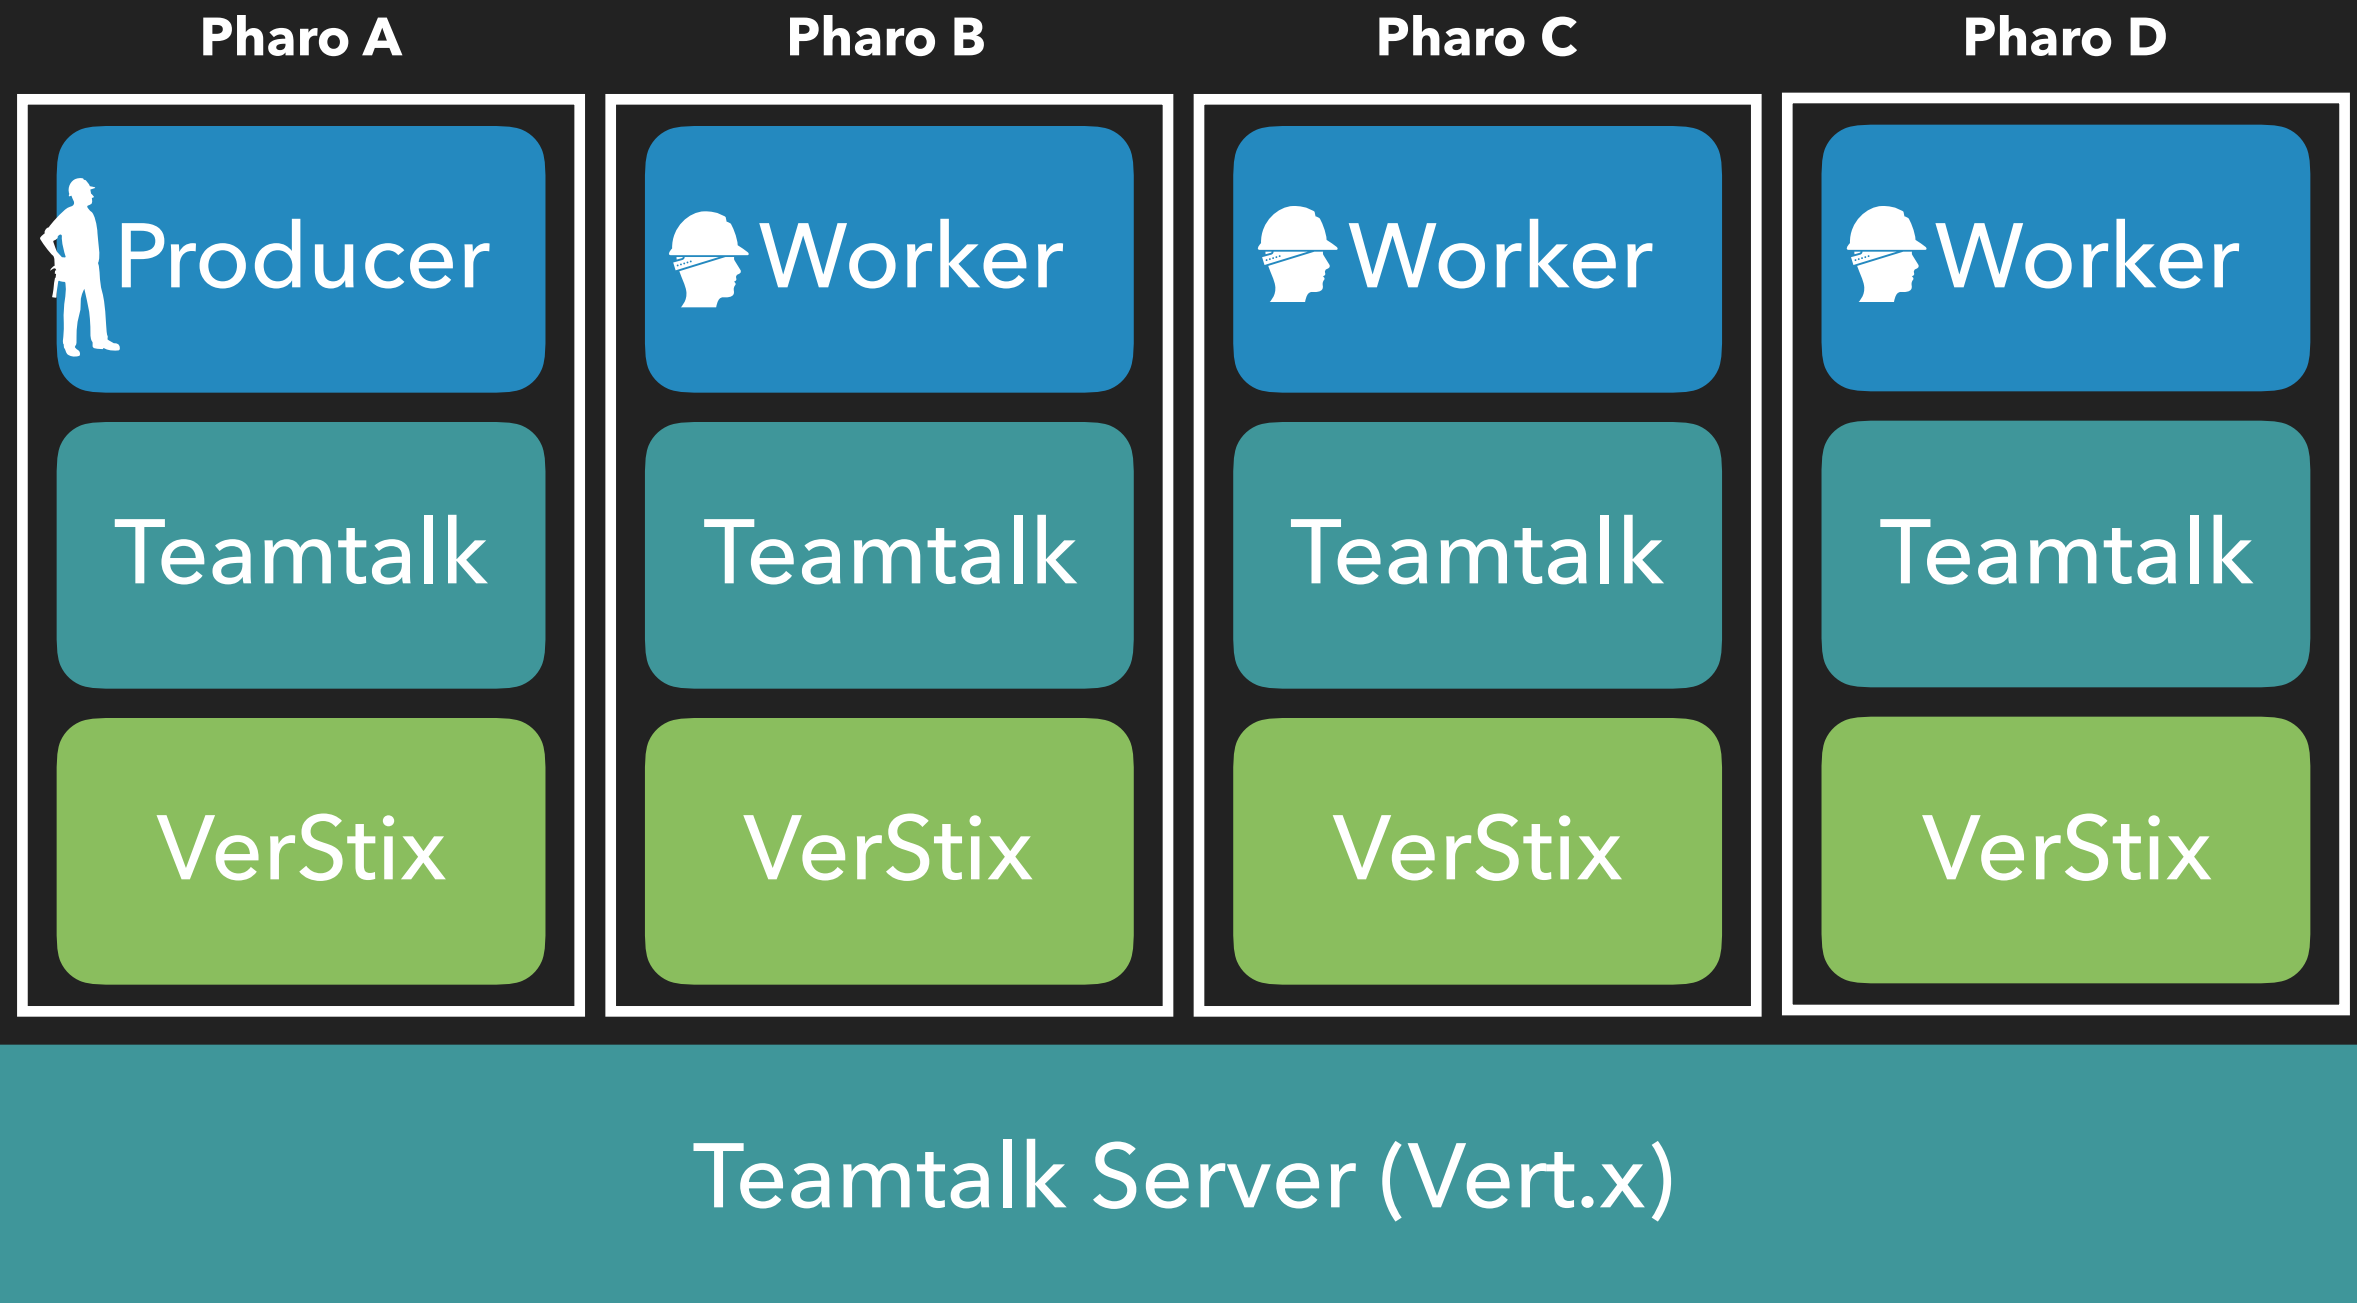 Pharo A
Pharo B
Pharo C
Pharo D
Producer
Worker
Worker
Worker
Teamtalk
Teamtalk
Teamtalk
Teamtalk
VerStix
VerStix
VerStix
VerStix
Teamtalk Server (Vert.x)